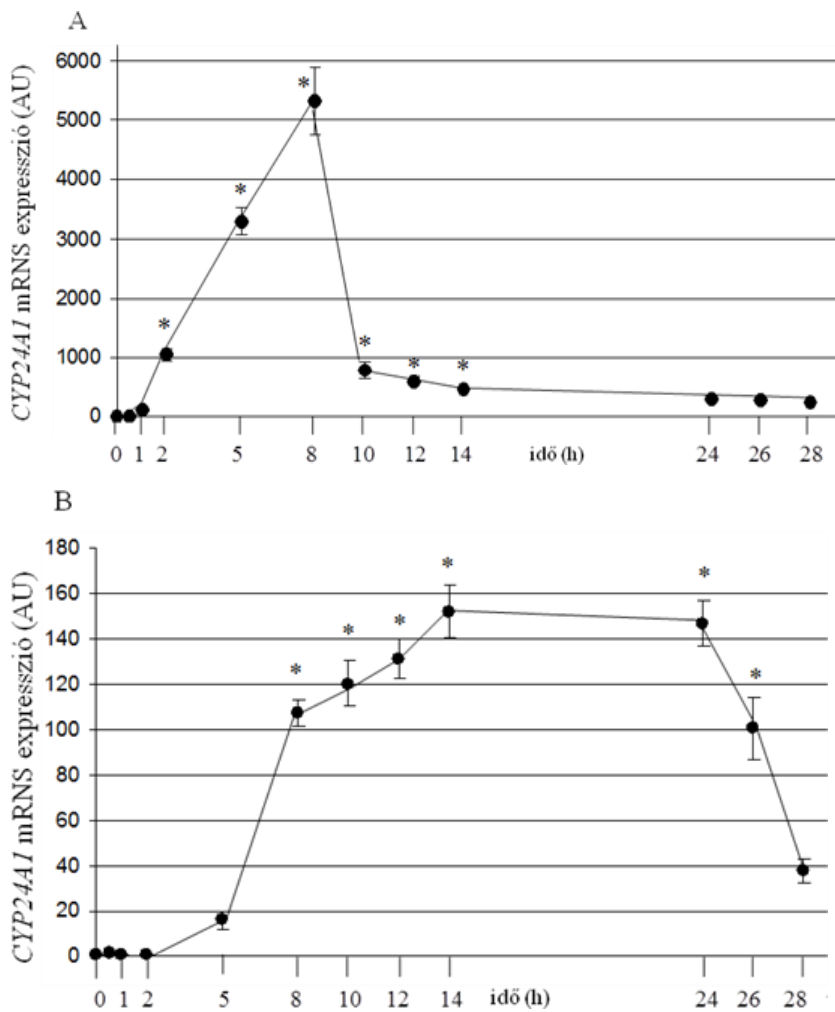 A
CYP24A1 mRNS expresszió (AU)
6000
5000
4000
3000
2000
1000
0
* * * * * *
0 1 2 5 8 10 12 14 idő (h) 24 26 28
B
CYP24A1 mRNS expresszió (AU)
180
160
140
120
100
80
60
40
20
0
* * * * * *
0 1 2 5 8 10 12 14 idő (h) 24 26 28